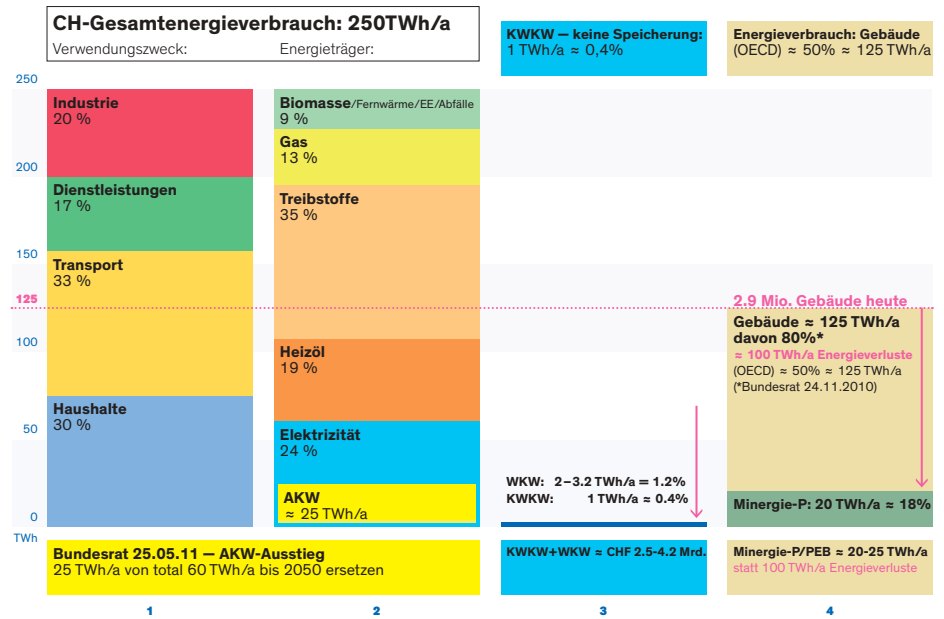 CH-Gesamtenergieverbrauch: 250TWh/a
Verwendungszweck: Energieträger:
KWKW — keine Speicherung:
1 TWh/a ≈ 0,4%
Energieverbrauch: Gebäude
(OECD) ≈ 50% ≈ 125 TWh/a
250
200
150
125
100
50
0
TWh
Industrie
20 %
Dienstleistungen
17 %
Transport
33 %
Haushalte
30 %
Biomasse/Fernwärme/EE/Abfälle
9 %
Gas
13 %
Treibstoffe
35 %
Heizöl
19 %
Elektrizität
24 %
AKW
≈ 25 TWh/a
WKW: 2–3.2 TWh/a = 1.2%
KWKW: 1 TWh/a ≈ 0.4%
2.9 Mio. Gebäude heute
Gebäude ≈ 125 TWh/a
davon 80%*
≈ 100 TWh/a Energieverluste
(OECD) ≈ 50% ≈ 125 TWh/a
(*Bundesrat 24.11.2010)
Minergie-P: 20 TWh/a ≈ 18%
Bundesrat 25.05.11 — AKW-Ausstieg
25 TWh/a von total 60 TWh/a bis 2050 ersetzen
KWKW+WKW ≈ CHF 2.5-4.2 Mrd.
Minergie-P/PEB ≈ 20-25 TWh/a
statt 100 TWh/a Energieverluste
1
2
3
4